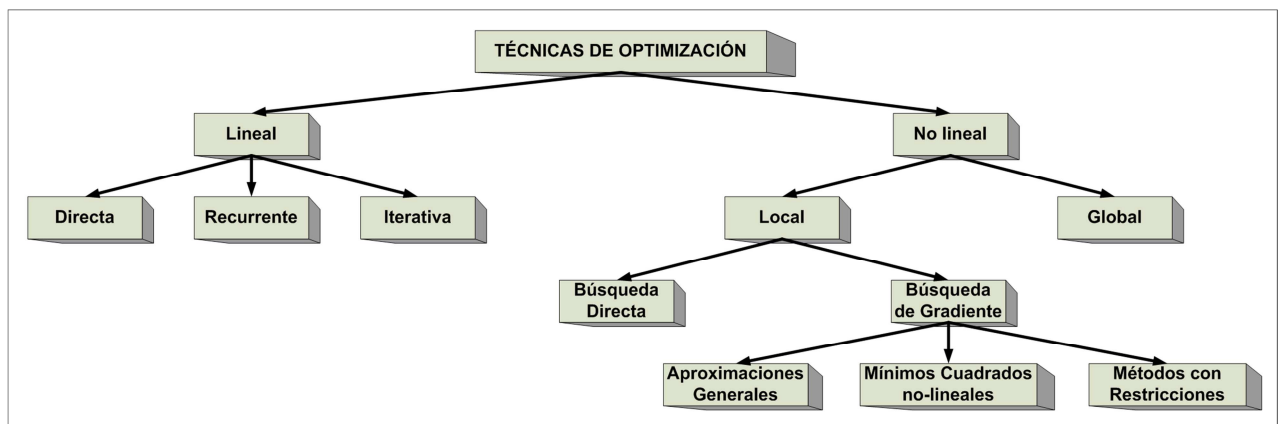 TÉCNICAS DE OPTIMIZACIÓN
Lineal
No lineal
Directa
Recurrente
Iterativa
Local
Global
Búsqueda
Directa
Búsqueda
de Gradiente
Aproximaciones
Generales
Mínimos Cuadrados
no-lineales
Métodos con
Restricciones